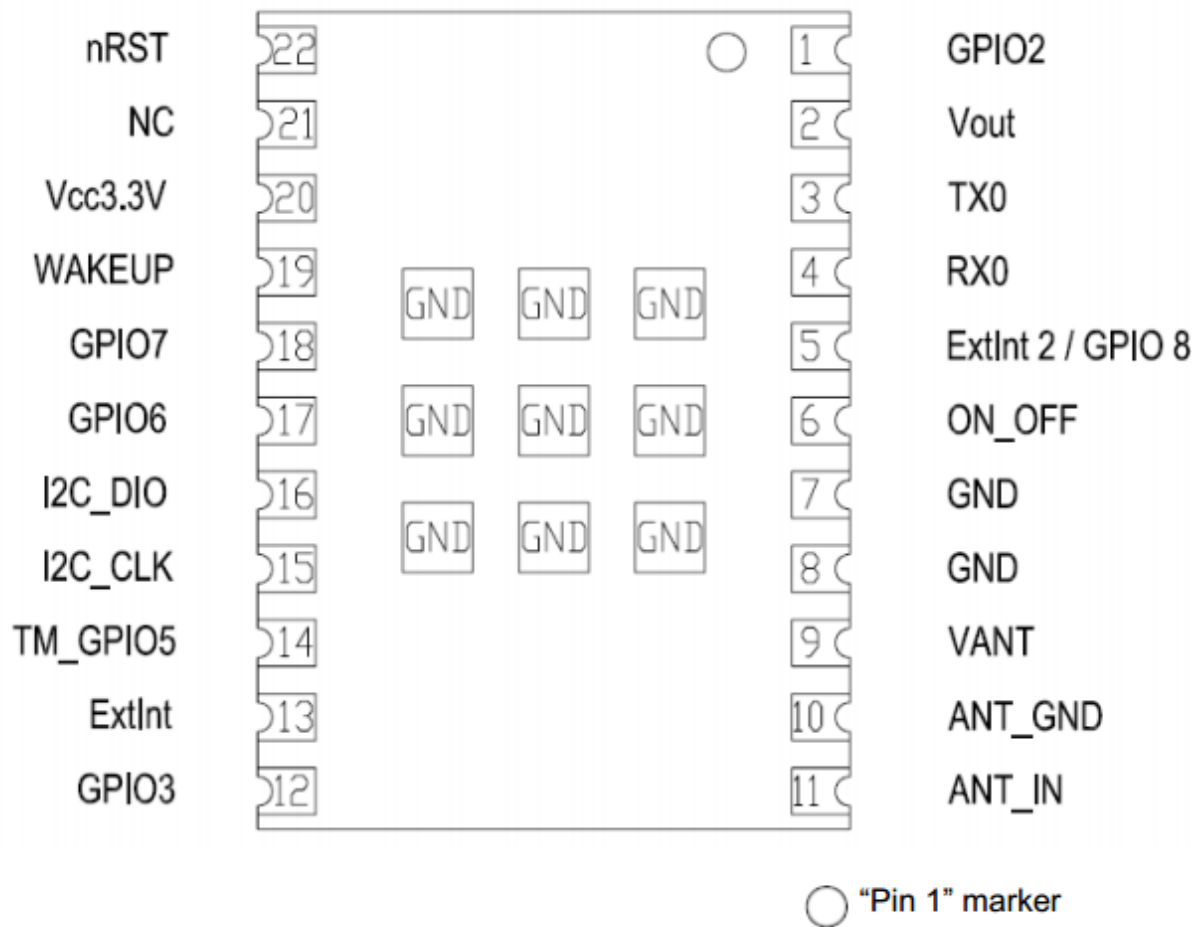 nRST 22 1 GPIO2
NC 21 2 Vout
Vcc3.3V 20 3 TX0
WAKEUP 19 4 RX0
GND GND GND
GPIO7 18 5 ExtInt 2 / GPIO 8
GPIO6 17 GND GND GND 6 ON_OFF
I2C_DIO 16 7 GND
GND GND GND
I2C_CLK 15 8 GND
TM_GPIO5 14 9 VANT
ExtInt 13 10 ANT_GND
GPIO3 12 11 ANT_IN
“Pin 1” marker